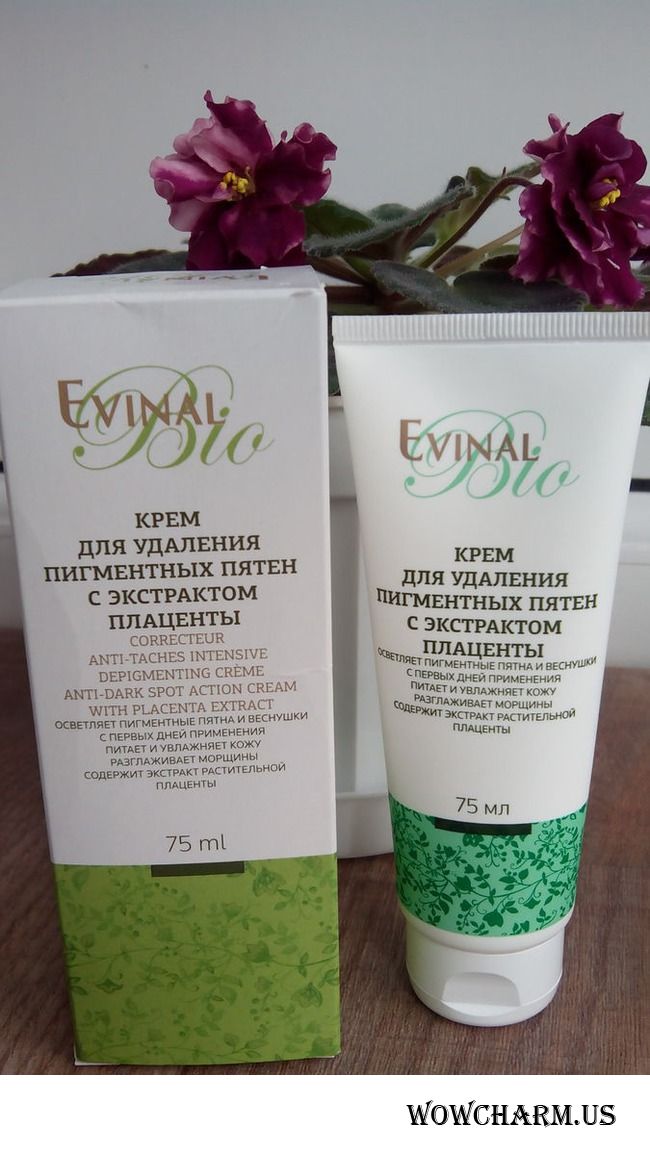 EVINAL
Bio
КРЕМ
ДЛЯ УДАЛЕНИЯ
ПИГМЕНТНЫХ ПЯТЕН
С ЭКСТРАКТОМ
ПЛАЦЕНТЫ
CORRECTEUR
ANTI-TACHES INTENSIVE
DEPIGMENTING CRÈME
ANTI-DARK SPOT ACTION CREAM
WITH PLACENTA EXTRACT
ОСВЕТЛЯЕТ ПИГМЕНТНЫЕ ПЯТНА И ВЕСНУШКИ
С ПЕРВЫХ ДНЕЙ ПРИМЕНЕНИЯ
ПИТАЕТ И УВЛАЖНЯЕТ КОЖУ
РАЗГЛАЖИВАЕТ МОРЩИНЫ
СОДЕРЖИТ ЭКСТРАКТ РАСТИТЕЛЬНОЙ
ПЛАЦЕНТЫ
75 ml
EVINAL
Bio
КРЕМ
ДЛЯ УДАЛЕНИЯ
ПИГМЕНТНЫХ ПЯТЕН
С ЭКСТРАКТОМ
ПЛАЦЕНТЫ
ОСВЕТЛЯЕТ ПИГМЕНТНЫЕ ПЯТНА И ВЕСНУШКИ
С ПЕРВЫХ ДНЕЙ ПРИМЕНЕНИЯ
ПИТАЕТ И УВЛАЖНЯЕТ КОЖУ
РАЗГЛАЖИВАЕТ МОРЩИНЫ
СОДЕРЖИТ ЭКСТРАКТ РАСТИТЕЛЬНОЙ
ПЛАЦЕНТЫ
75 мл
WOWCHARM.US